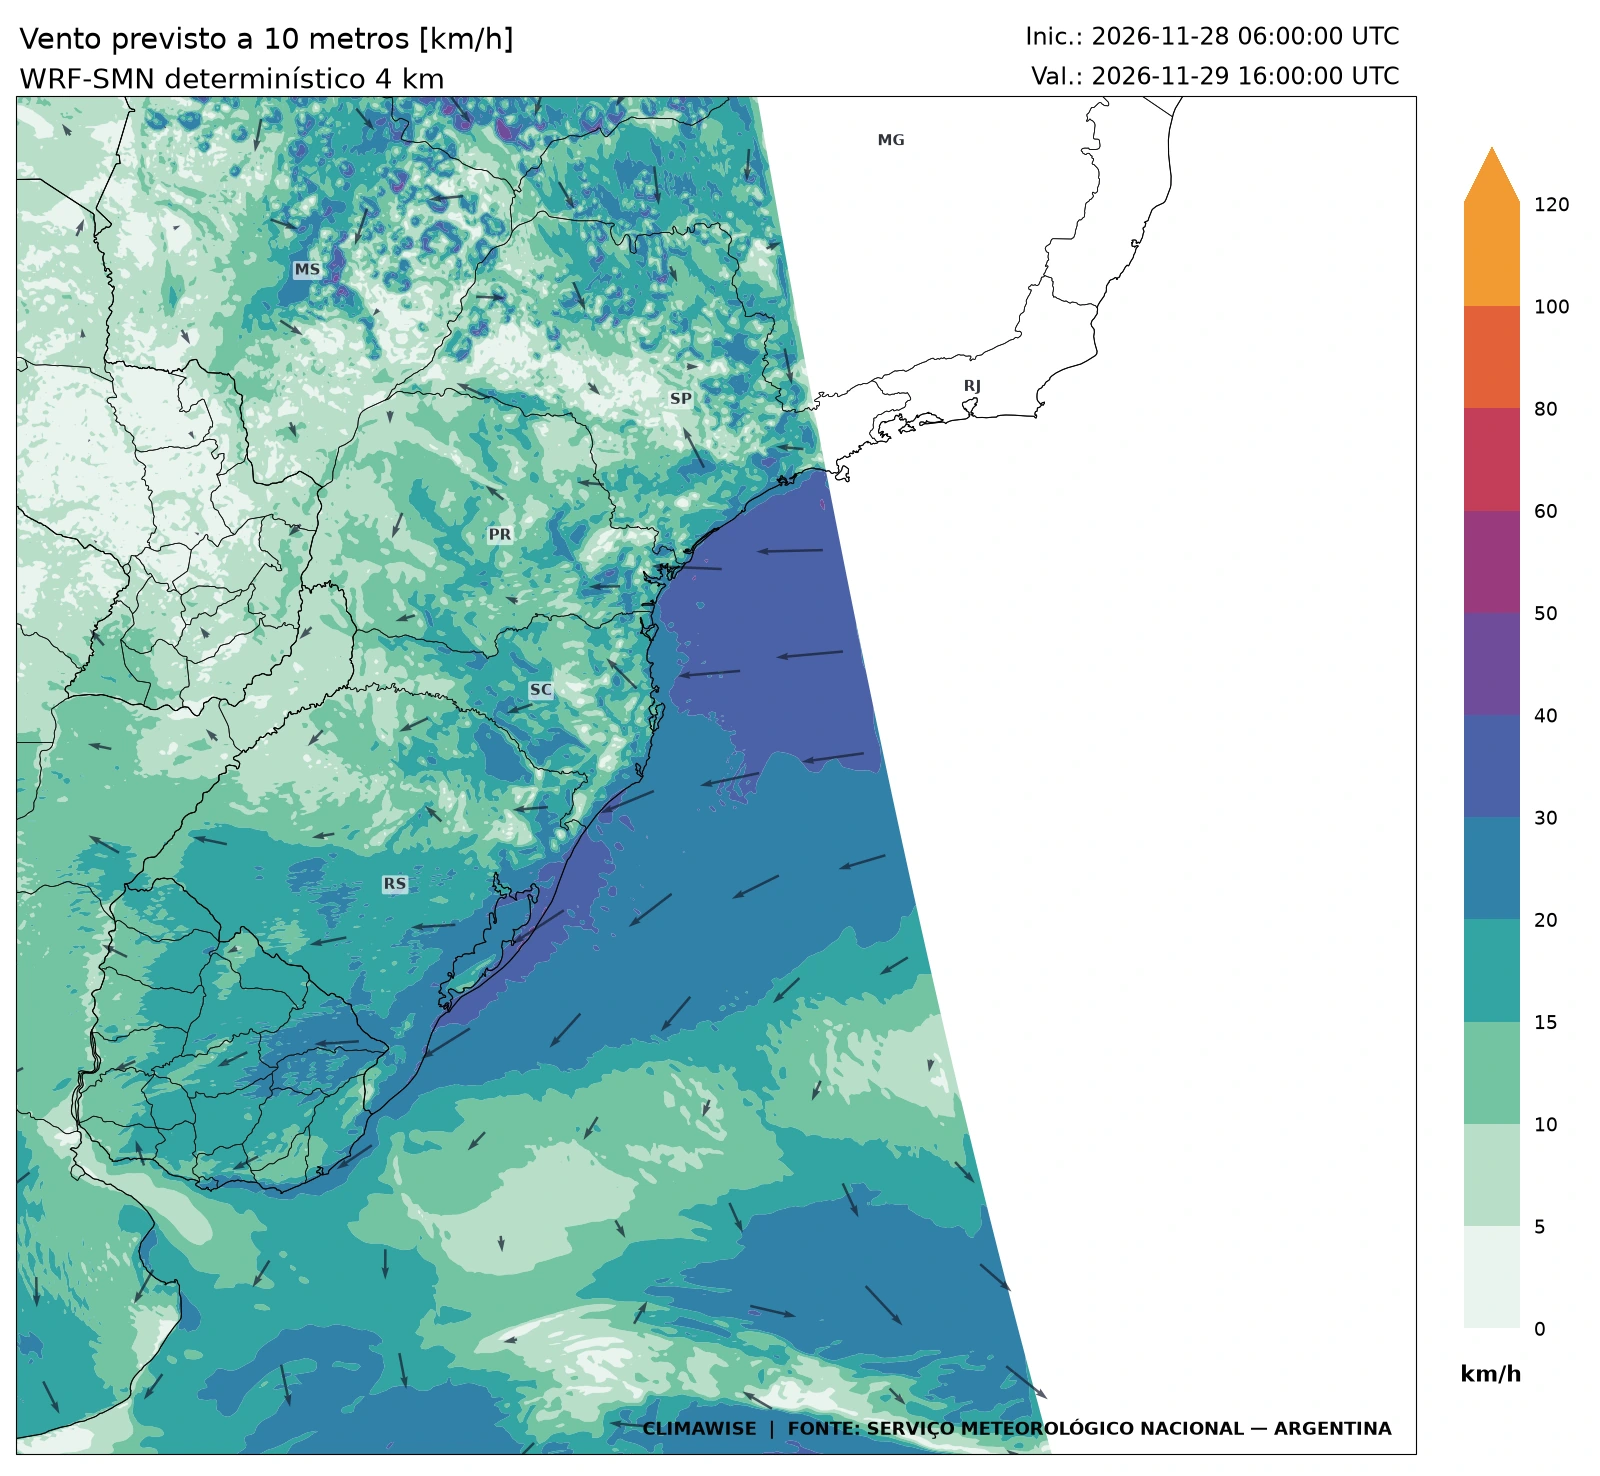 Vento previsto a 10 metros [km/h]
WRF-SMN determinístico 4 km
Inic.: 2026-11-28 06:00:00 UTC
Val.: 2026-11-29 16:00:00 UTC
MG
MS
RJ
SP
PR
SC
RS
120
100
80
60
50
40
30
20
15
10
5
0
km/h
CLIMAWISE | FONTE: SERVIÇO METEOROLÓGICO NACIONAL — ARGENTINA